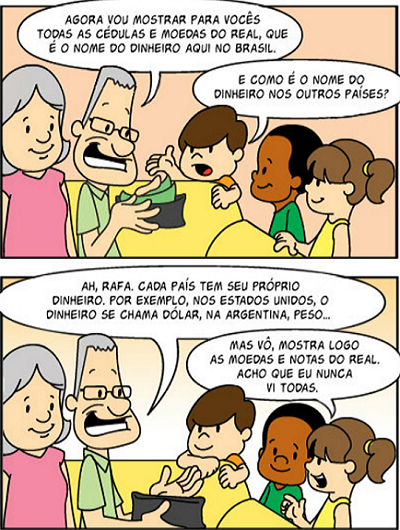 AGORA VOU MOSTRAR PARA VOCÊS
TODAS AS CÉDULAS E MOEDAS DO REAL, QUE
É O NOME DO DINHEIRO AQUI NO BRASIL.
E COMO É O NOME DO
DINHEIRO NOS OUTROS PAÍSES?
AH, RAFA. CADA PAÍS TEM SEU PRÓPRIO
DINHEIRO. POR EXEMPLO, NOS ESTADOS UNIDOS, O
DINHEIRO SE CHAMA DÓLAR, NA ARGENTINA, PESO...
MAS VÔ, MOSTRA LOGO
AS MOEDAS E NOTAS DO REAL.
ACHO QUE EU NUNCA
VI TODAS.